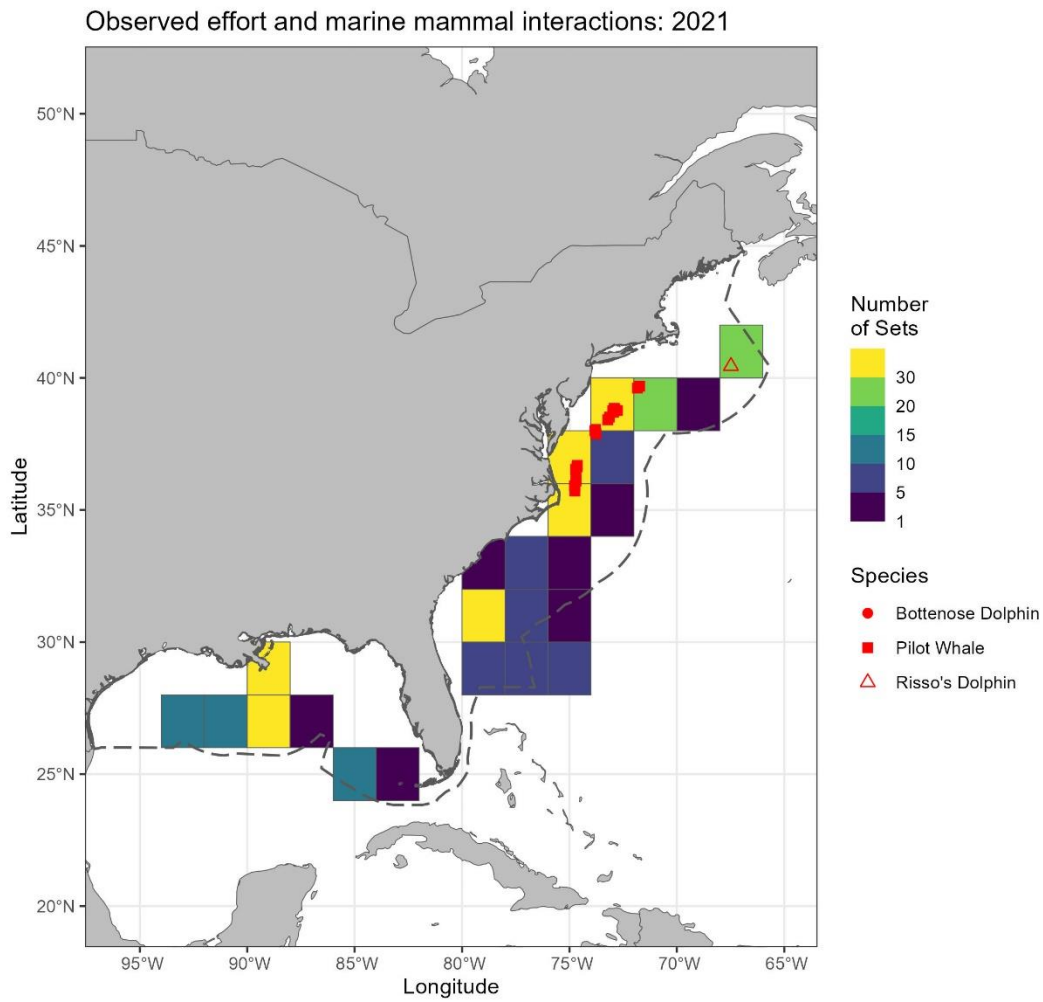 Observed effort and marine mammal interactions: 2021
50°N
45°N
40°N
35°N
30°N
25°N
20°N
Latitude
95°W
90°W
85°W
80°W
75°W
70°W
65°W
Longitude
Number
of Sets
30
20
15
10
5
1
Species
Bottenose Dolphin
Pilot Whale
Risso's Dolphin